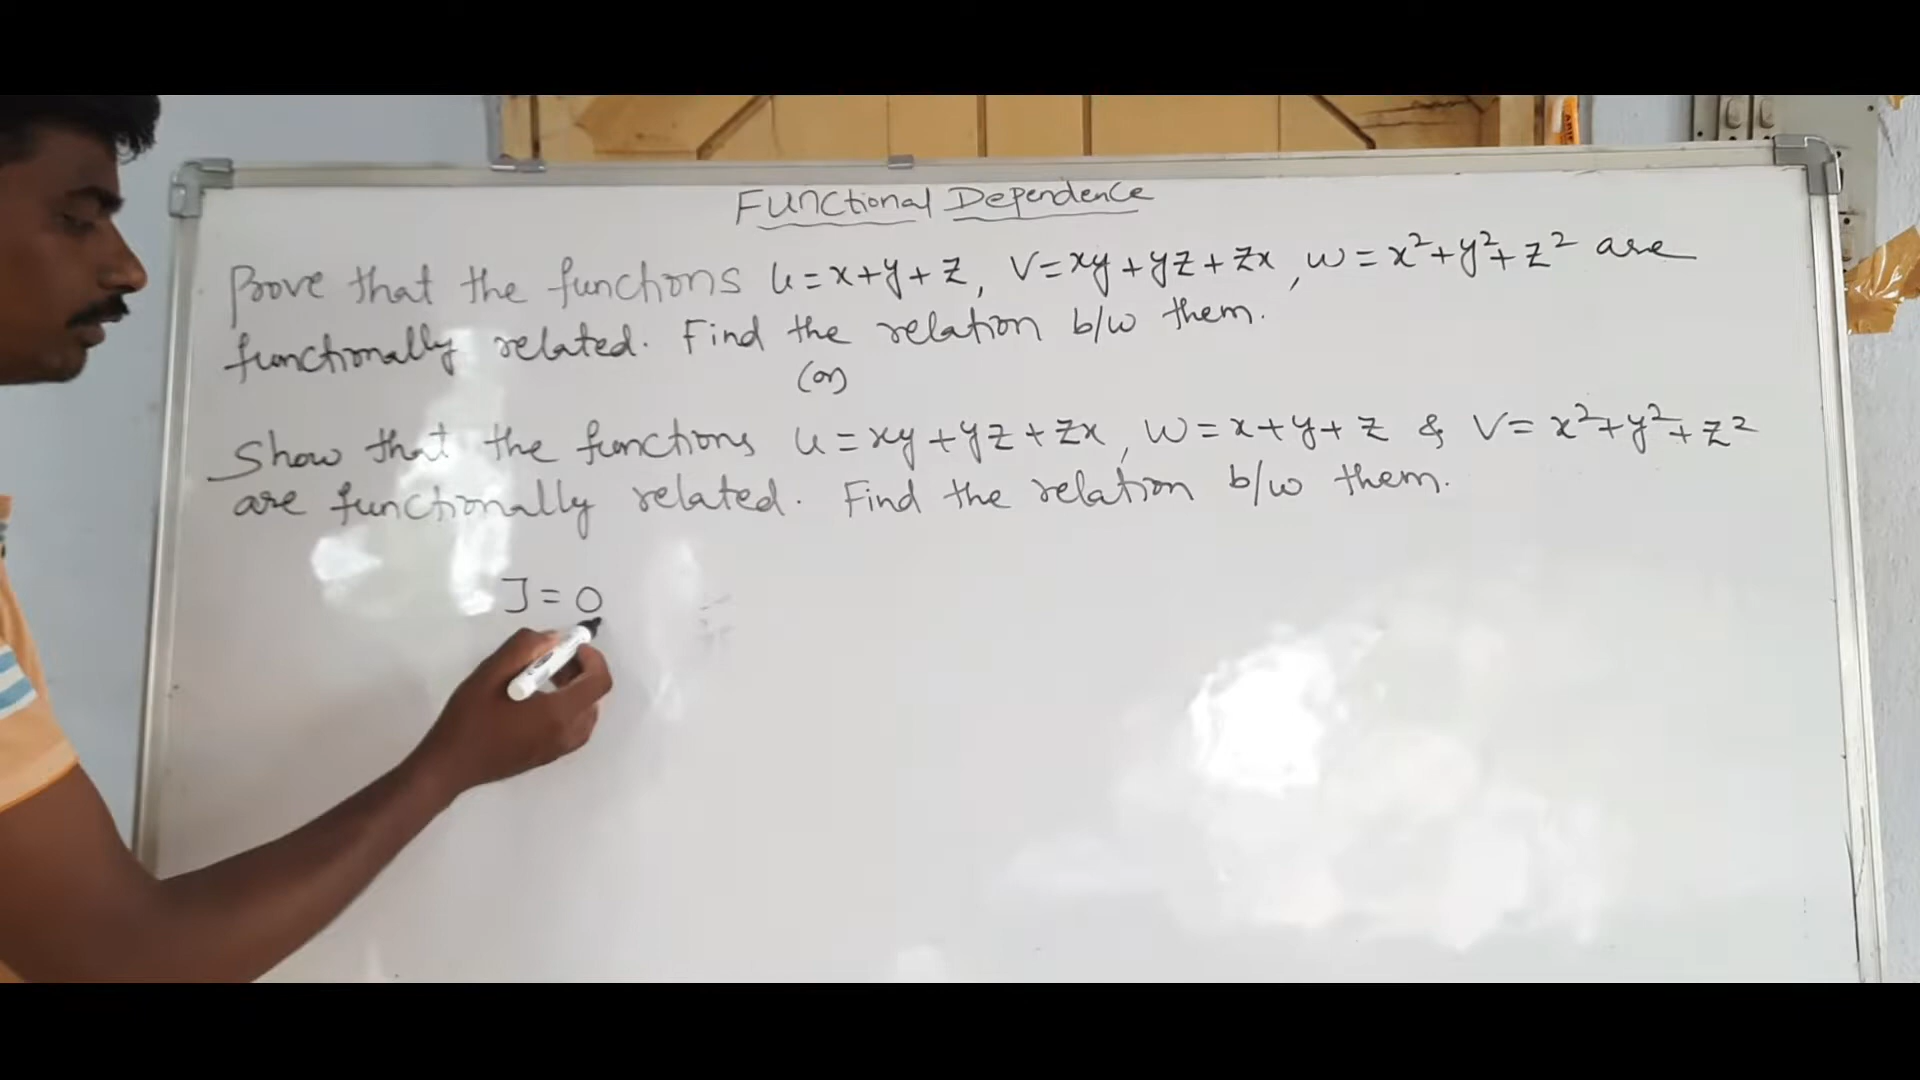 Functional Dependence
Prove that the functions u=x+y+z, v=xy+yz+zx, w=x²+y²+z² are
functionally related. Find the relation b/w them.
(or)
Show that the functions u=xy+yz+zx, w=x+y+z & v=x²+y²+z²
are functionally related. Find the relation b/w them.
J=0